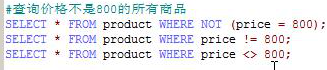 #查询价格不是800的所有商品
SELECT * FROM product WHERE NOT (price = 800);
SELECT * FROM product WHERE price != 800;
SELECT * FROM product WHERE price <> 800;